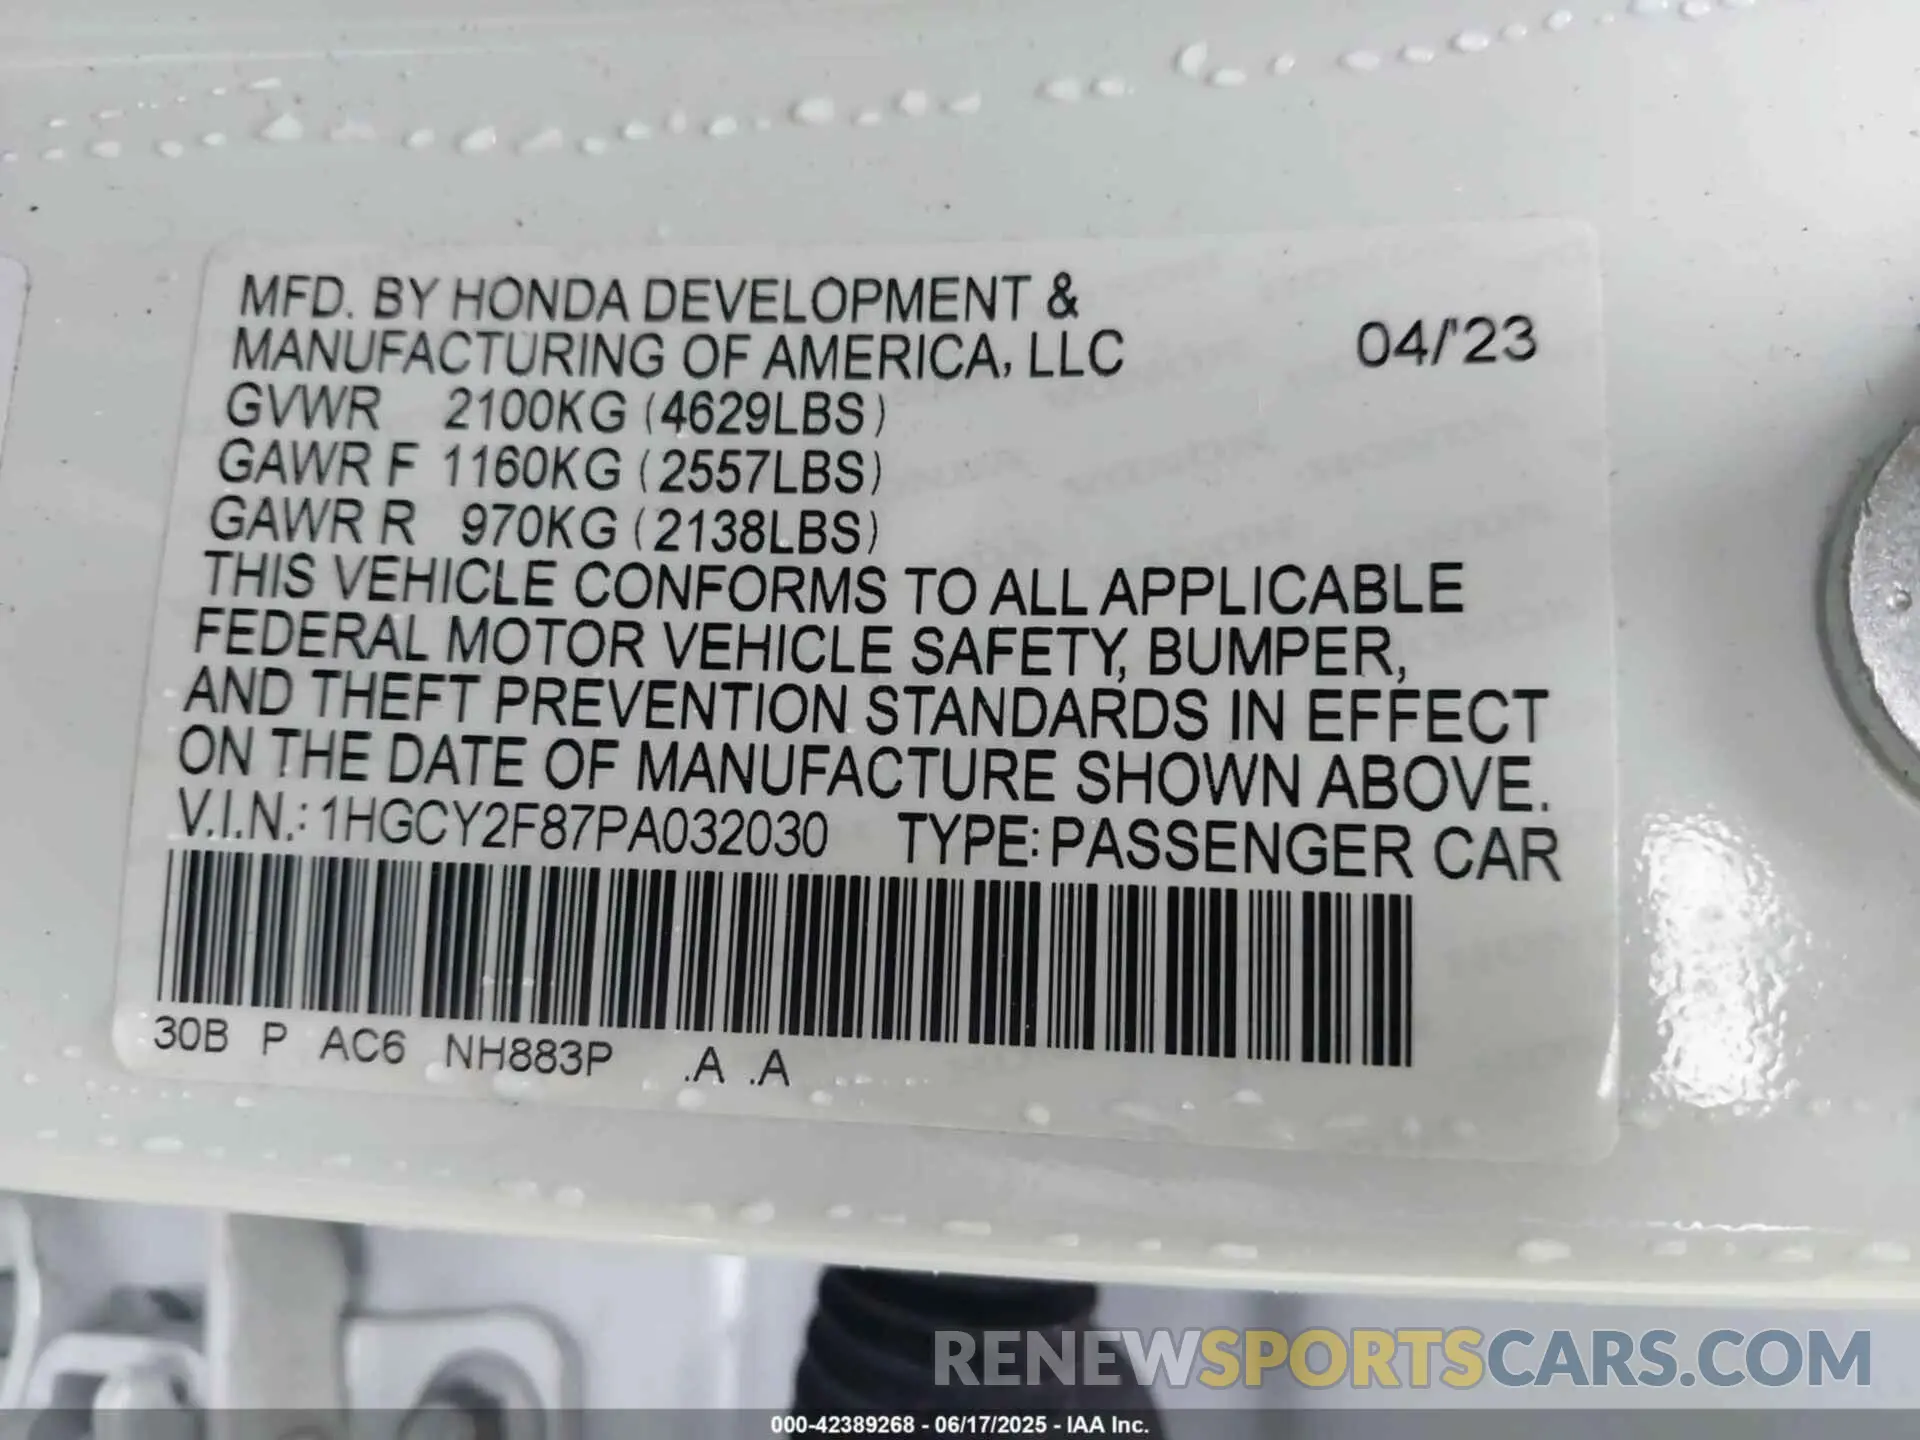 MFD. BY HONDA DEVELOPMENT &
MANUFACTURING OF AMERICA, LLC 04/'23
GVWR 2100KG (4629LBS)
GAWR F 1160KG (2557LBS)
GAWR R 970KG (2138LBS)
THIS VEHICLE CONFORMS TO ALL APPLICABLE
FEDERAL MOTOR VEHICLE SAFETY, BUMPER,
AND THEFT PREVENTION STANDARDS IN EFFECT
ON THE DATE OF MANUFACTURE SHOWN ABOVE.
V.I.N.: 1HGCY2F87PA032030 TYPE: PASSENGER CAR
30B P AC6 NH883P .A .A
RENEWSPORTSCARS.COM
000-42389268 - 06/17/2025 - IAA Inc.